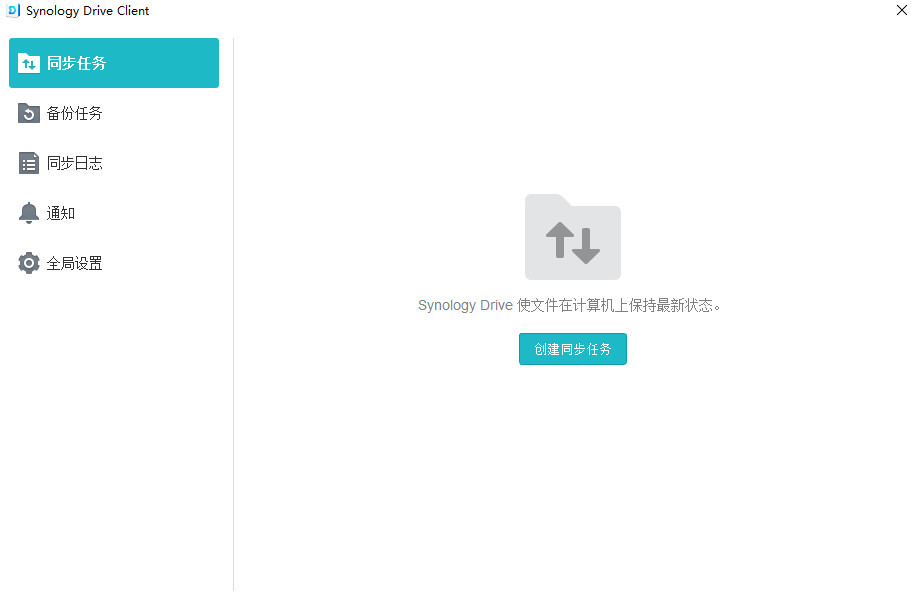 Synology Drive Client
同步任务
备份任务
同步日志
通知
全局设置
Synology Drive 使文件在计算机上保持最新状态。
创建同步任务